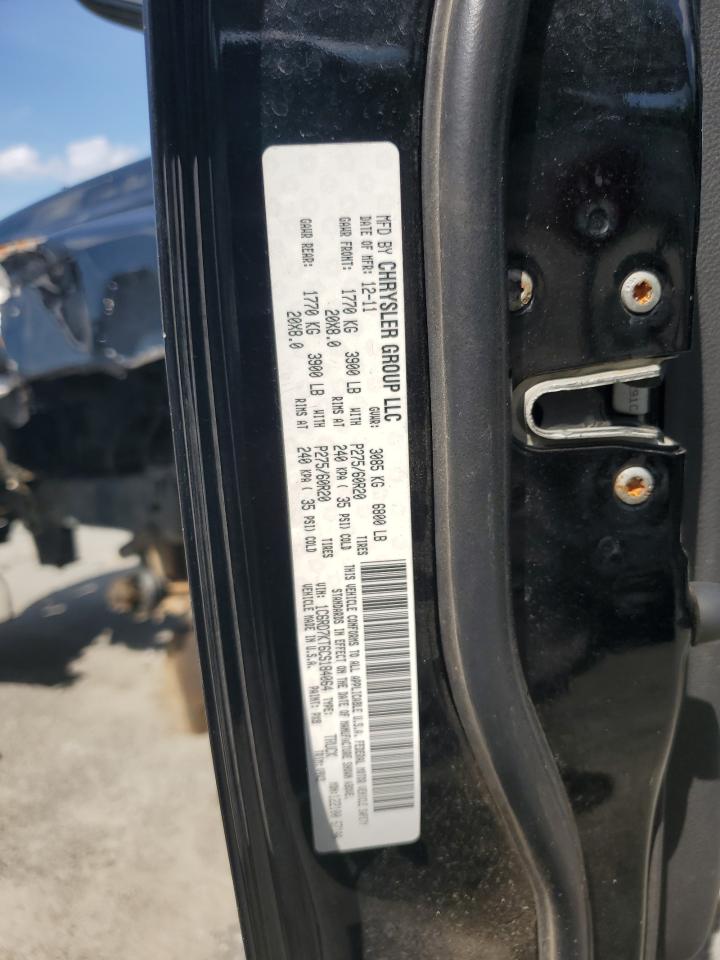 MFD BY CHRYSLER GROUP LLC
DATE OF MFR: 12-11 GVWR: 3085 KG 6800 LB
GAWR FRONT: 1770 KG 3900 LB WITH P275/60R20 TIRES
20X8.0 RIMS AT 240 KPA ( 35 PSI) COLD
GAWR REAR: 1770 KG 3900 LB WITH P275/60R20 TIRES
20X8.0 RIMS AT 240 KPA ( 35 PSI) COLD
THIS VEHICLE CONFORMS TO ALL APPLICABLE U.S.A. FEDERAL MOTOR VEHICLE SAFETY
STANDARDS IN EFFECT ON THE DATE OF MANUFACTURE SHOWN ABOVE.
VIN: 1C6RD7KT6CS184064 TYPE: TRUCK
VEHICLE MADE IN U.S.A. PAINT: PXB